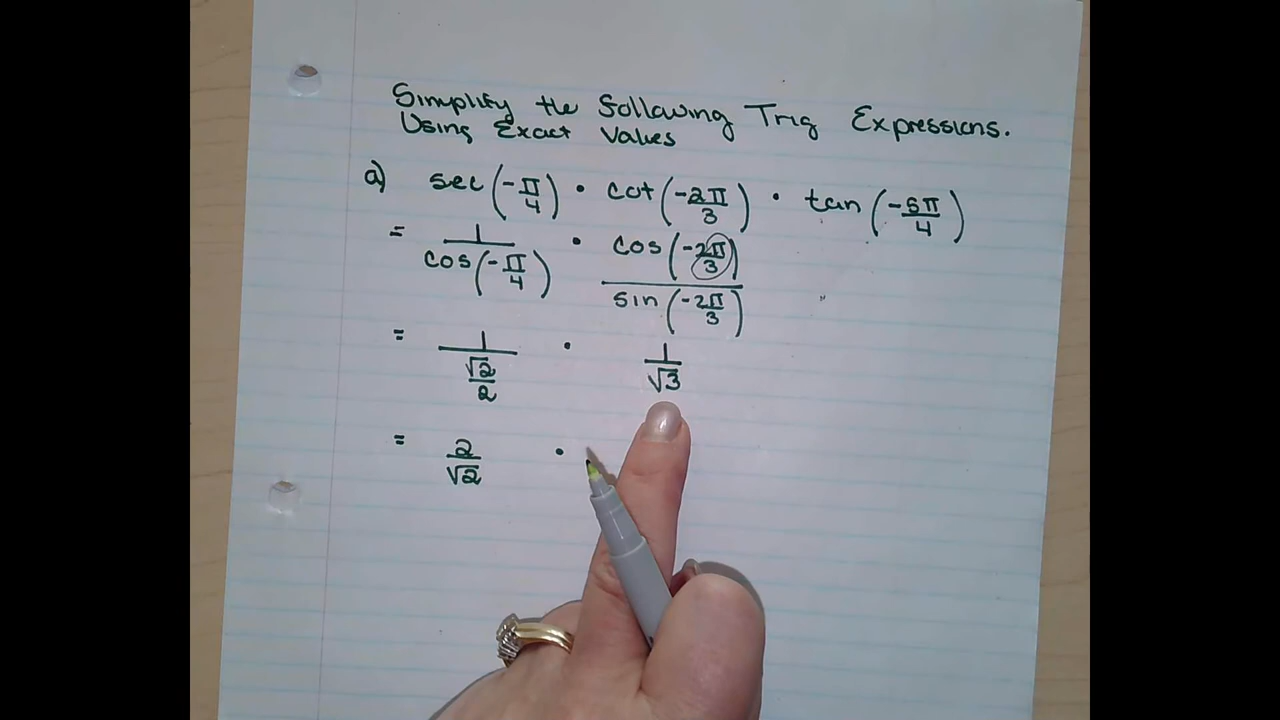 Simplify the Following Trig Expressions.
Using Exact Values
a) sec(-π/4) · cot(-2π/3) · tan(-5π/4)
= 1/cos(-π/4) · cos(-2π/3)/sin(-2π/3)
= 1/(√2/2) · 1/√3
= 2/√2 ·